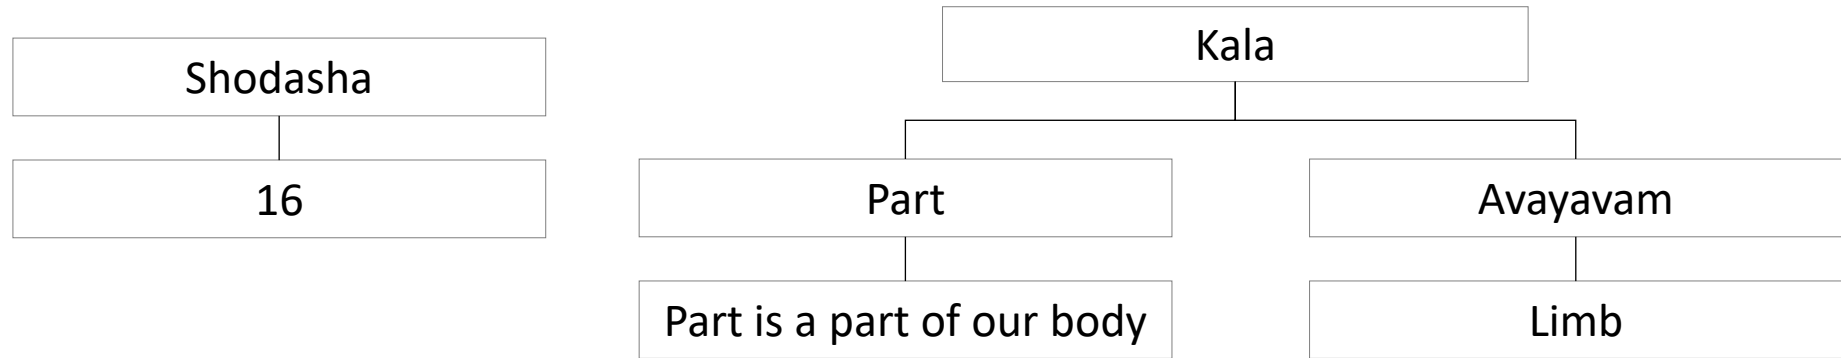 Shodasha
16
Kala
Part
Avayavam
Part is a part of our body
Limb